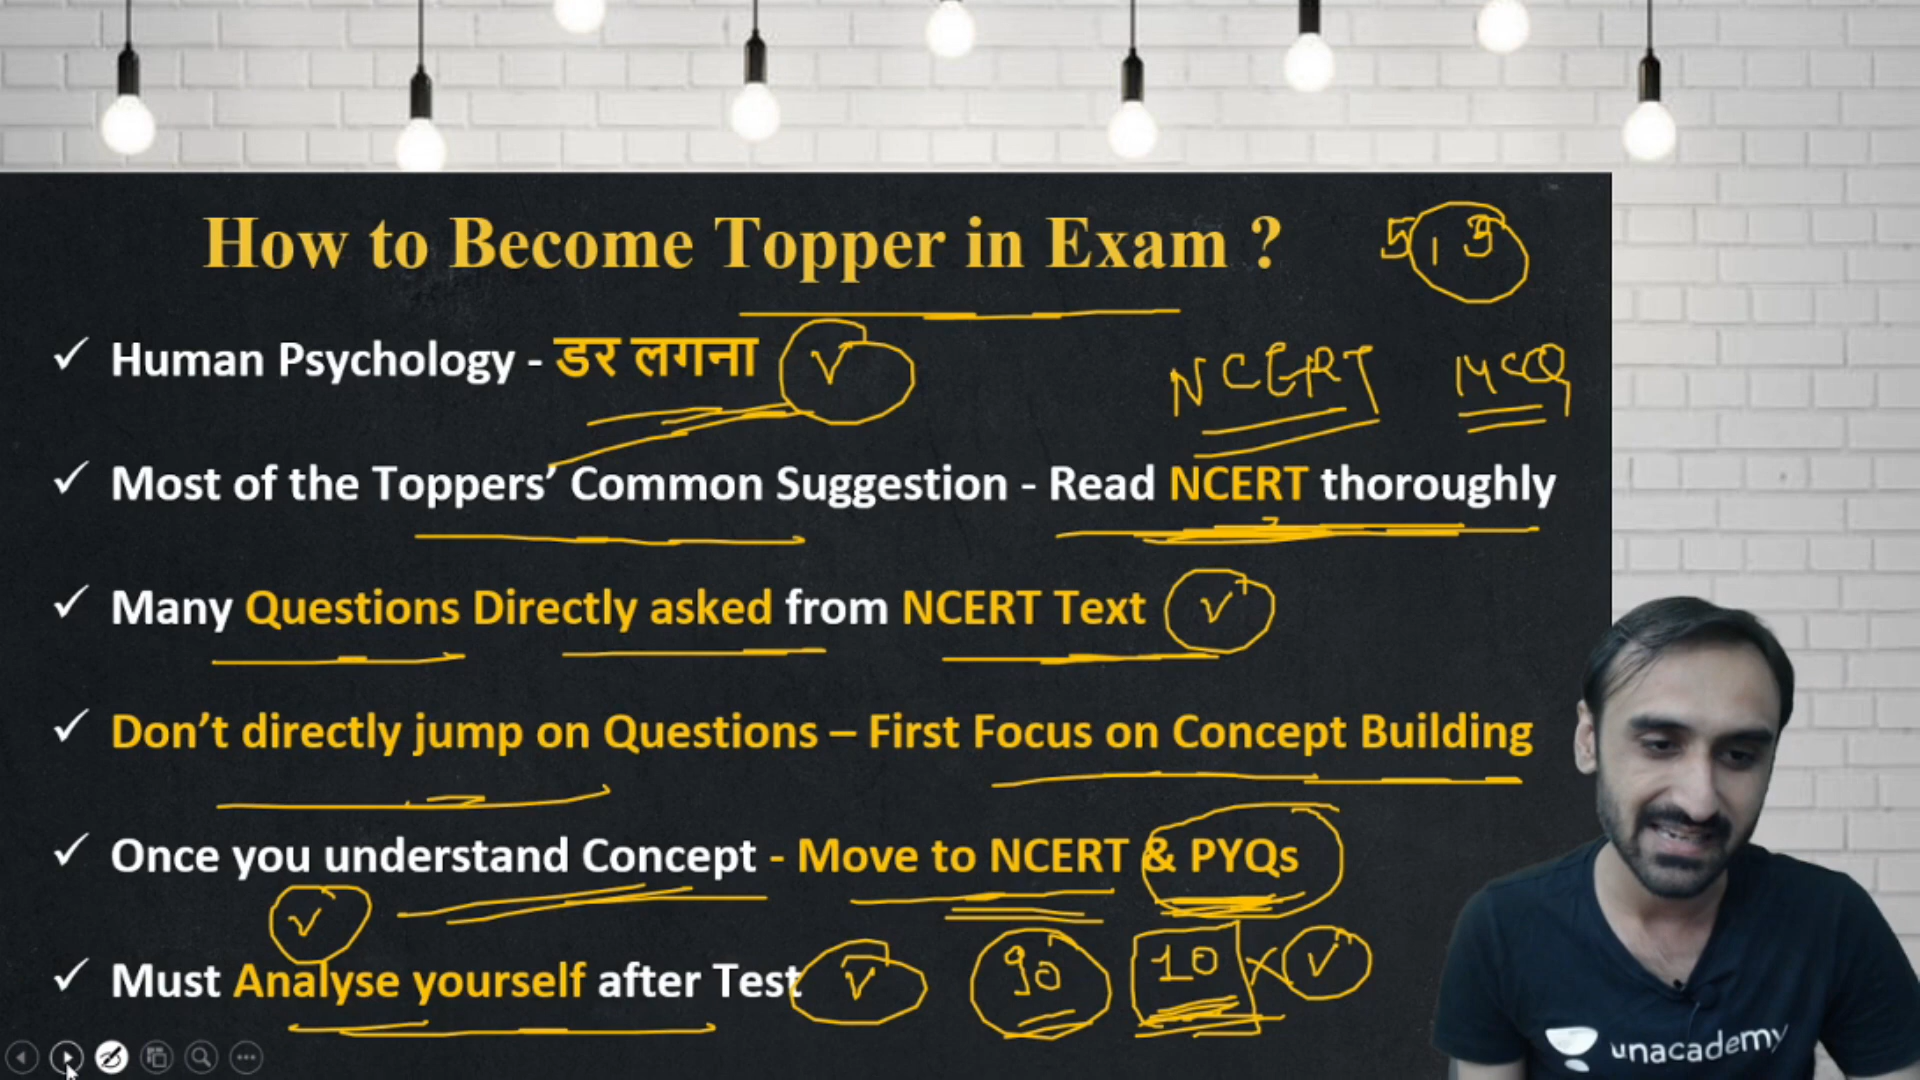 How to Become Topper in Exam ?
✓ Human Psychology - डर लगना
NCERT MCQ
✓ Most of the Toppers’ Common Suggestion - Read NCERT thoroughly
✓ Many Questions Directly asked from NCERT Text
✓ Don’t directly jump on Questions – First Focus on Concept Building
✓ Once you understand Concept - Move to NCERT & PYQs
✓ Must Analyse yourself after Test 90 10
unacademy